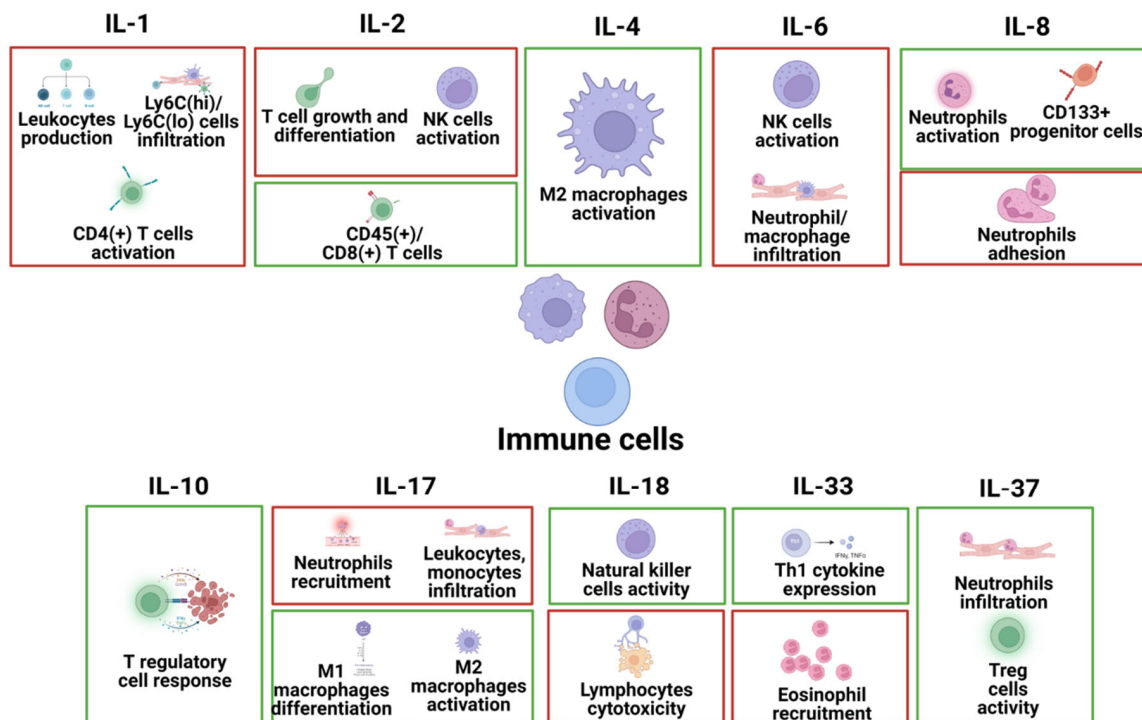 IL-1
IL-2
IL-4
IL-6
IL-8
Leukocytes
production
Ly6C(hi)/
Ly6C(lo) cells
infiltration
CD4(+) T cells
activation
T cell growth and
differentiation
NK cells
activation
CD45(+)/
CD8(+) T cells
M2 macrophages
activation
NK cells
activation
Neutrophil/
macrophage
infiltration
Neutrophils
activation
CD133+
progenitor cells
Neutrophils
adhesion
Immune cells
IL-10
IL-17
IL-18
IL-33
IL-37
T regulatory
cell response
Neutrophils
recruitment
Leukocytes,
monocytes
infiltration
M1
macrophages
differentiation
M2
macrophages
activation
Natural killer
cells activity
Lymphocytes
cytotoxicity
Th1
IFNγ, TNFα
Th1 cytokine
expression
Eosinophil
recruitment
Neutrophils
infiltration
Treg
cells
activity